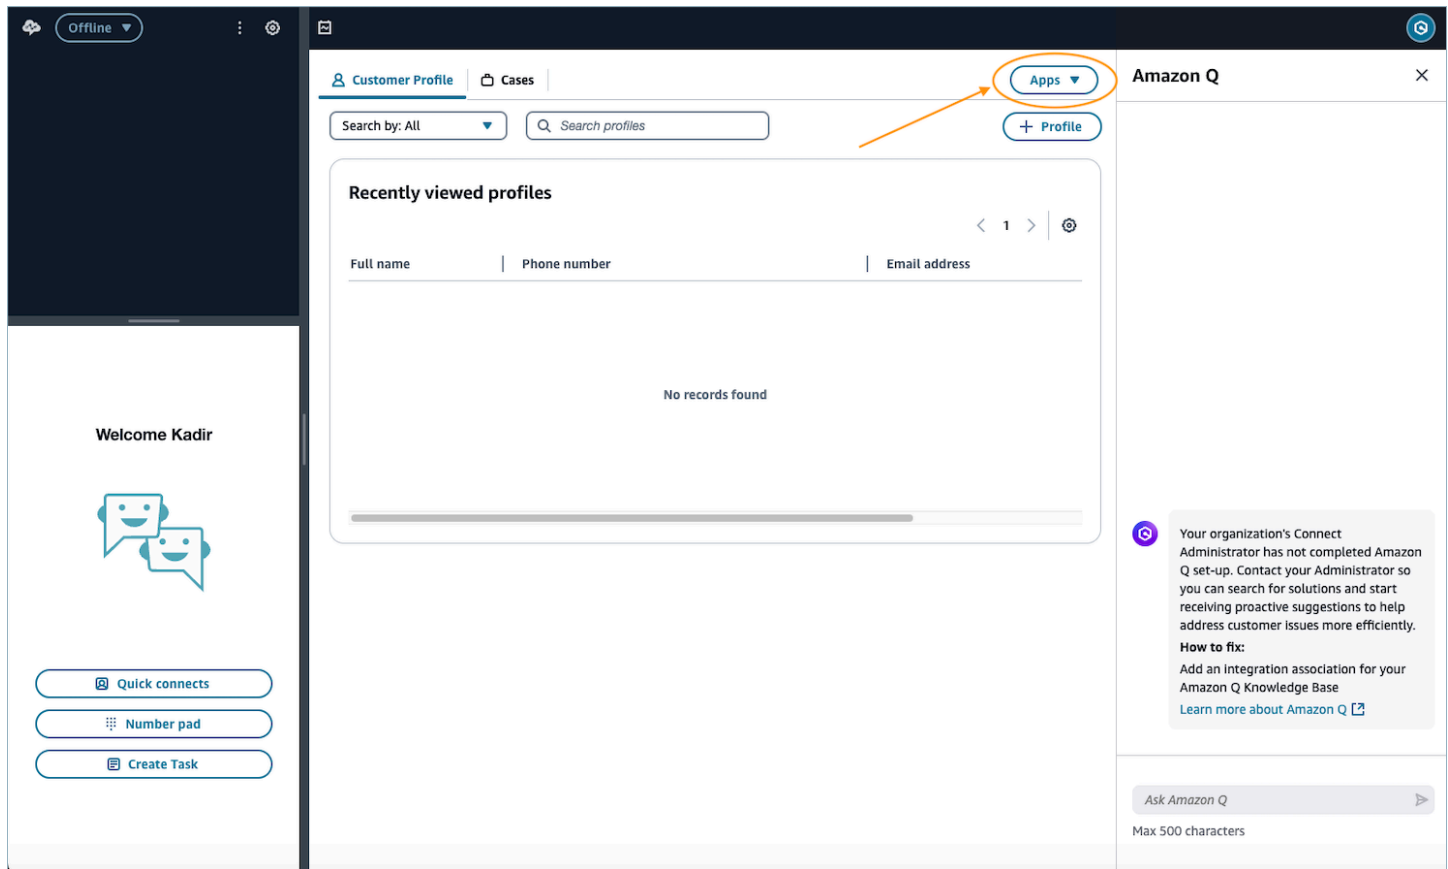 Offline
Customer Profile
Cases
Apps
Search by: All
Search profiles
Profile
Recently viewed profiles
1
Full name
Phone number
Email address
No records found
Welcome Kadir
Quick connects
Number pad
Create Task
Amazon Q
Your organization's Connect
Administrator has not completed Amazon
Q set-up. Contact your Administrator so
you can search for solutions and start
receiving proactive suggestions to help
address customer issues more efficiently.
How to fix:
Add an integration association for your
Amazon Q Knowledge Base
Learn more about Amazon Q
Ask Amazon Q
Max 500 characters